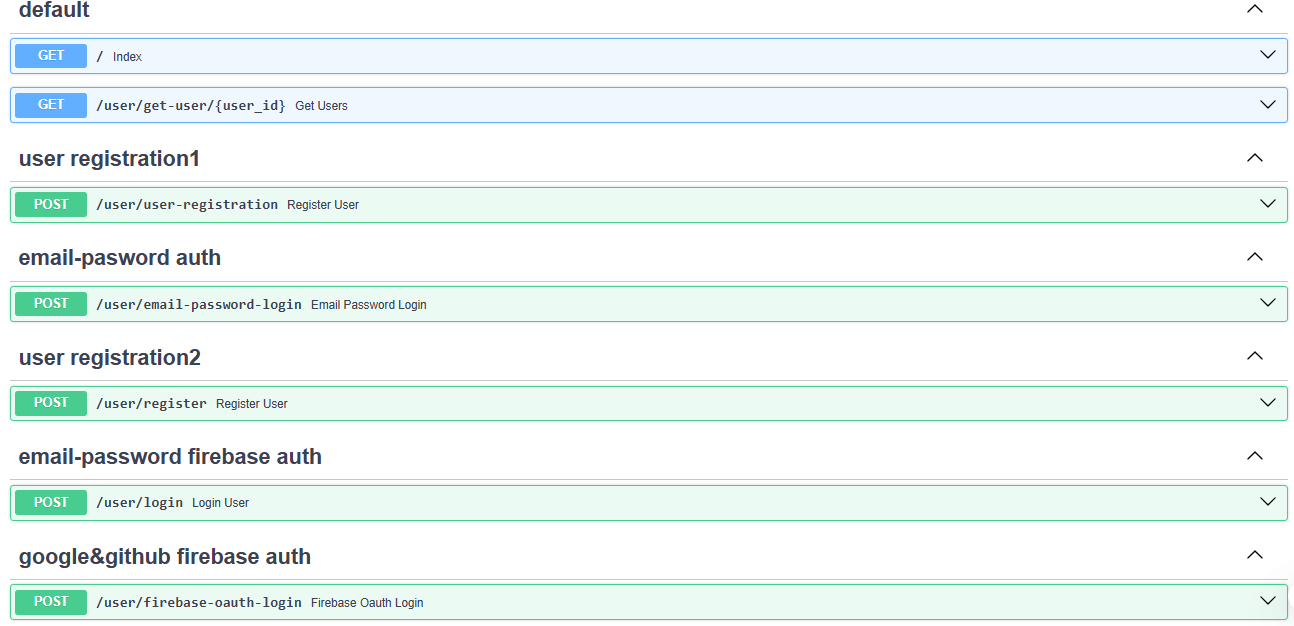 default
GET / Index
GET /user/get-user/{user_id} Get Users
user registration1
POST /user/user-registration Register User
email-pasword auth
POST /user/email-password-login Email Password Login
user registration2
POST /user/register Register User
email-password firebase auth
POST /user/login Login User
google&github firebase auth
POST /user/firebase-oauth-login Firebase Oauth Login